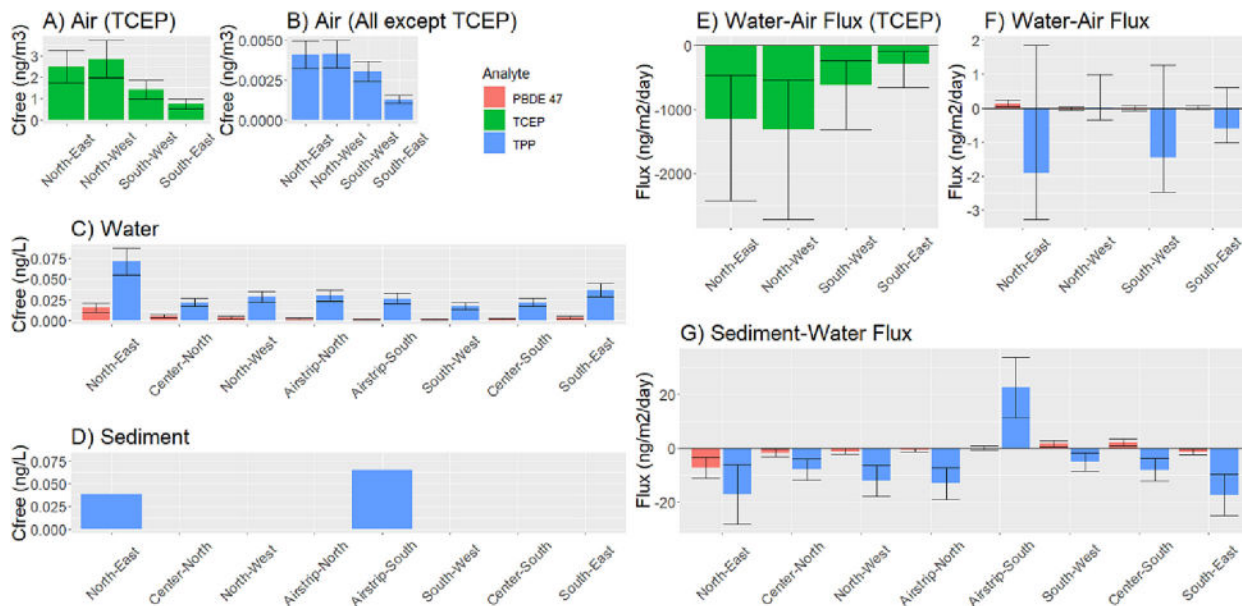 A) Air (TCEP)
Cfree (ng/m3)
3
2
1
0
North-East
North-West
South-West
South-East
B) Air (All except TCEP)
Cfree (ng/m3)
0.0050
0.0025
0.0000
North-East
North-West
South-West
South-East
Analyte
PBDE 47
TCEP
TPP
C) Water
Cfree (ng/L)
0.075
0.050
0.025
0.000
North-East
Center-North
North-West
Airstrip-North
Airstrip-South
South-West
Center-South
South-East
D) Sediment
Cfree (ng/L)
0.075
0.050
0.025
0.000
North-East
Center-North
North-West
Airstrip-North
Airstrip-South
South-West
Center-South
South-East
E) Water-Air Flux (TCEP)
Flux (ng/m2/day)
0
-1000
-2000
North-East
North-West
South-West
South-East
F) Water-Air Flux
Flux (ng/m2/day)
2
1
0
-1
-2
-3
North-East
North-West
South-West
South-East
G) Sediment-Water Flux
Flux (ng/m2/day)
20
0
-20
North-East
Center-North
North-West
Airstrip-North
Airstrip-South
South-West
Center-South
South-East